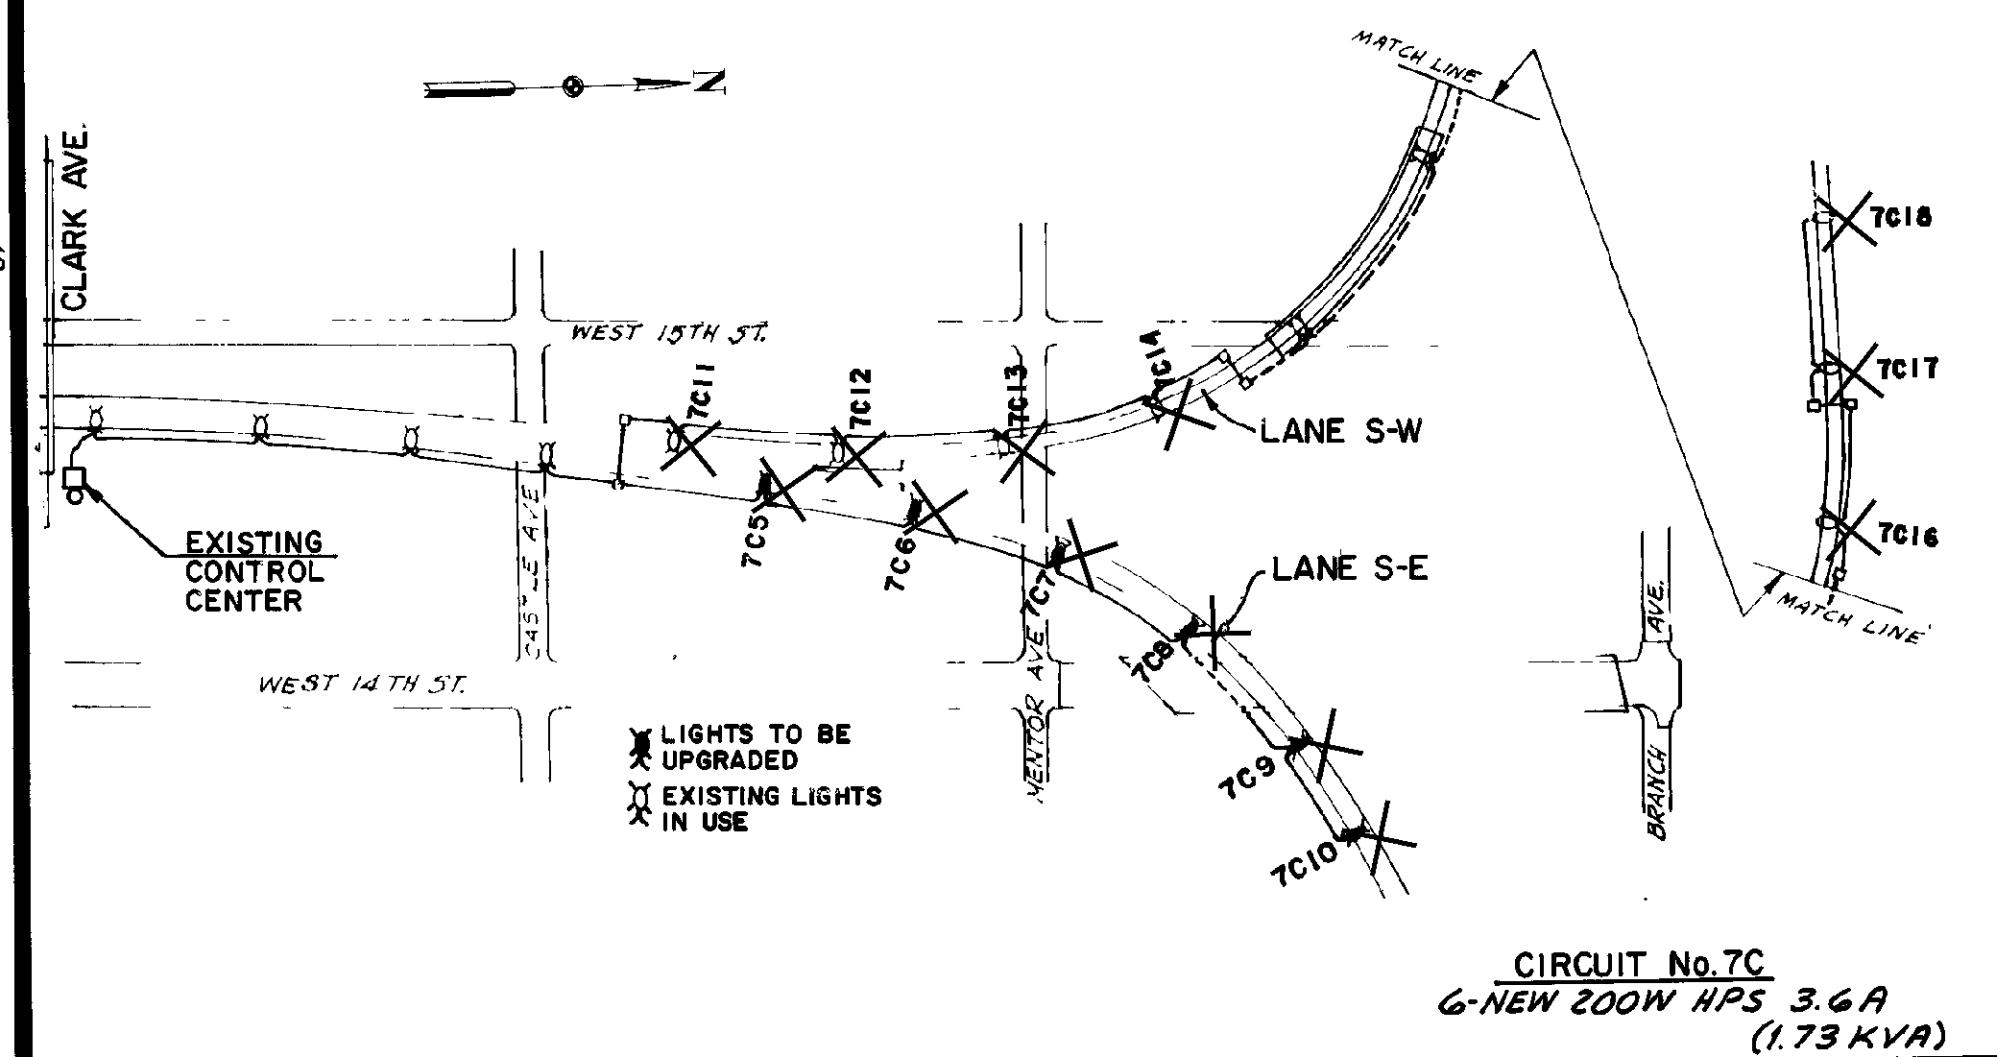 MATCH LINE
N
CLARK AVE.
7C18
WEST 15TH ST.
7C11
7C12
7C13
7C14
7C17
LANE S-W
EXISTING
CONTROL
CENTER
CASTLE AVE
7C5
7C6
7C7
LANE S-E
7C16
MATCH LINE
WEST 14TH ST.
MENTOR AVE
7C8
BRANCH AVE.
LIGHTS TO BE
UPGRADED
EXISTING LIGHTS
IN USE
7C9
7C10
CIRCUIT No. 7C
6-NEW 200W HPS 3.6A
(1.73 KVA)